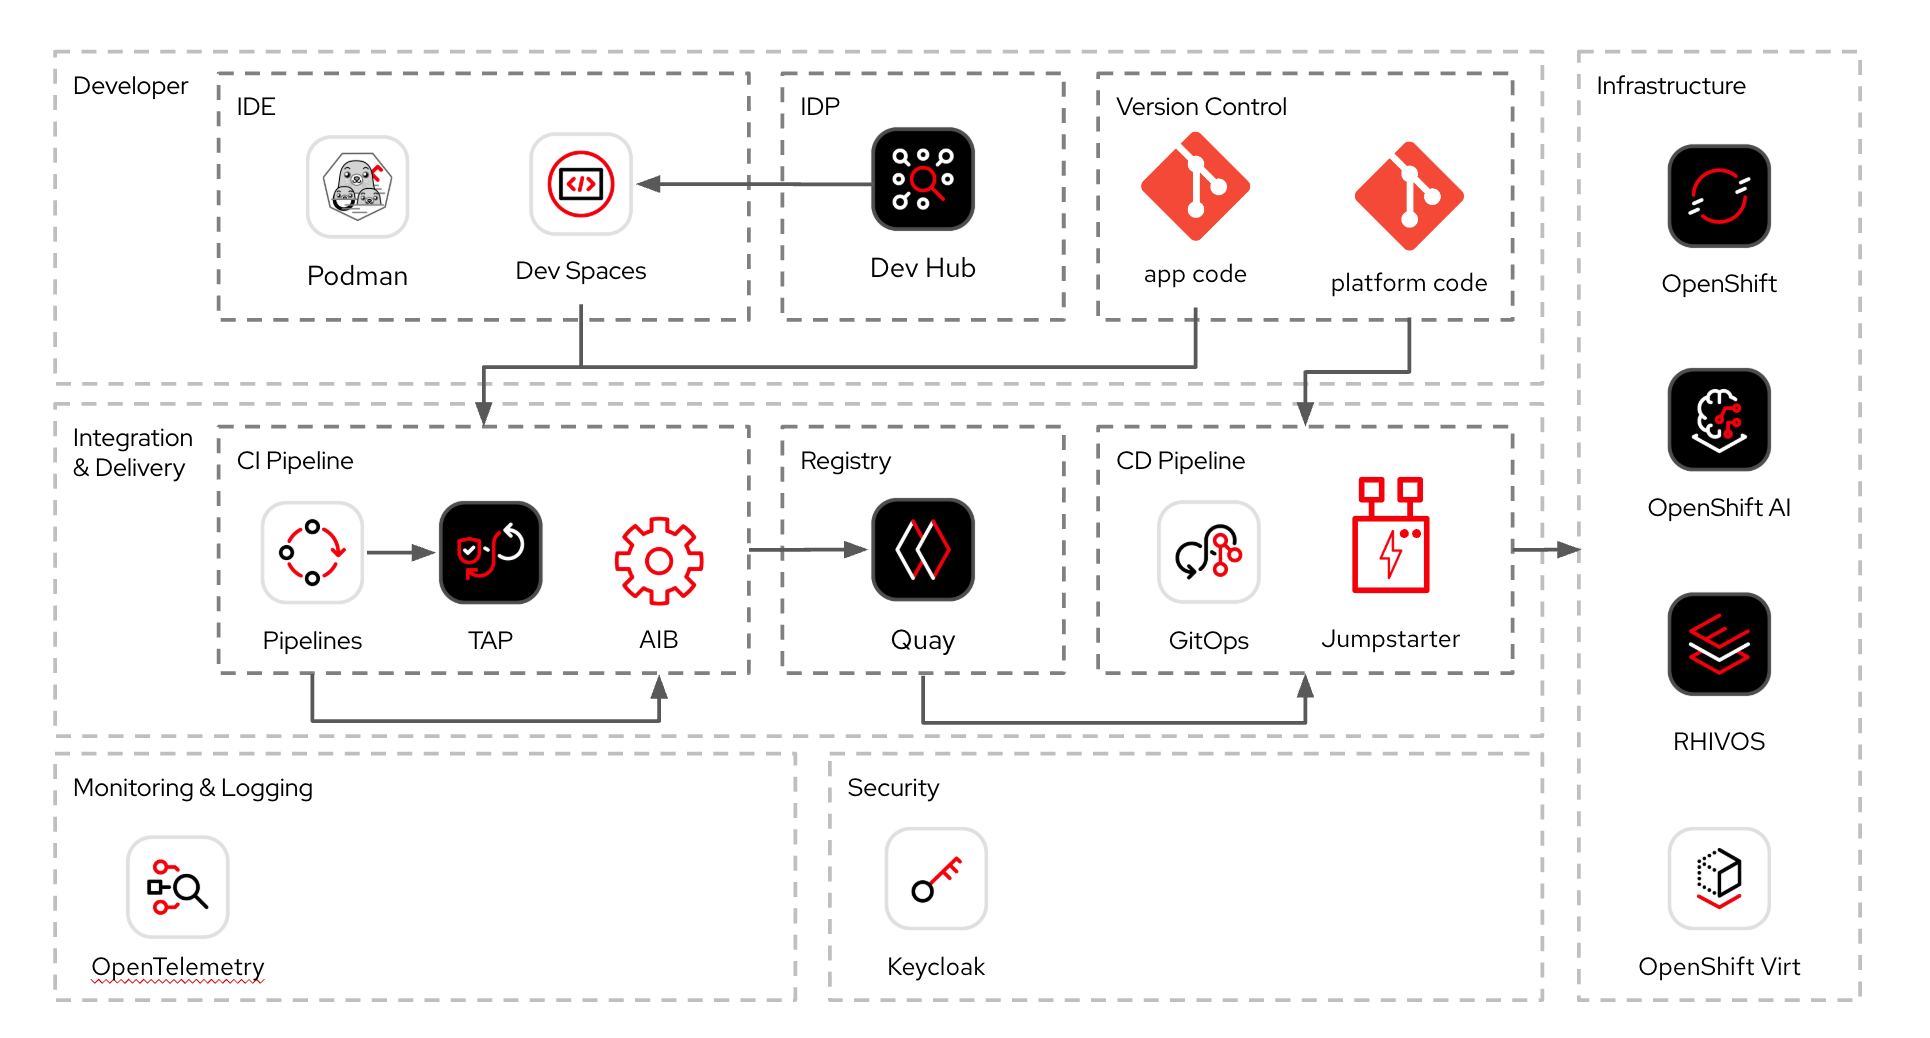 Developer
IDE
Podman
Dev Spaces
IDP
Dev Hub
Version Control
app code
platform code
Integration
& Delivery
CI Pipeline
Pipelines
TAP
AIB
Registry
Quay
CD Pipeline
GitOps
Jumpstarter
Monitoring & Logging
OpenTelemetry
Security
Keycloak
Infrastructure
OpenShift
OpenShift AI
RHIVOS
OpenShift Virt